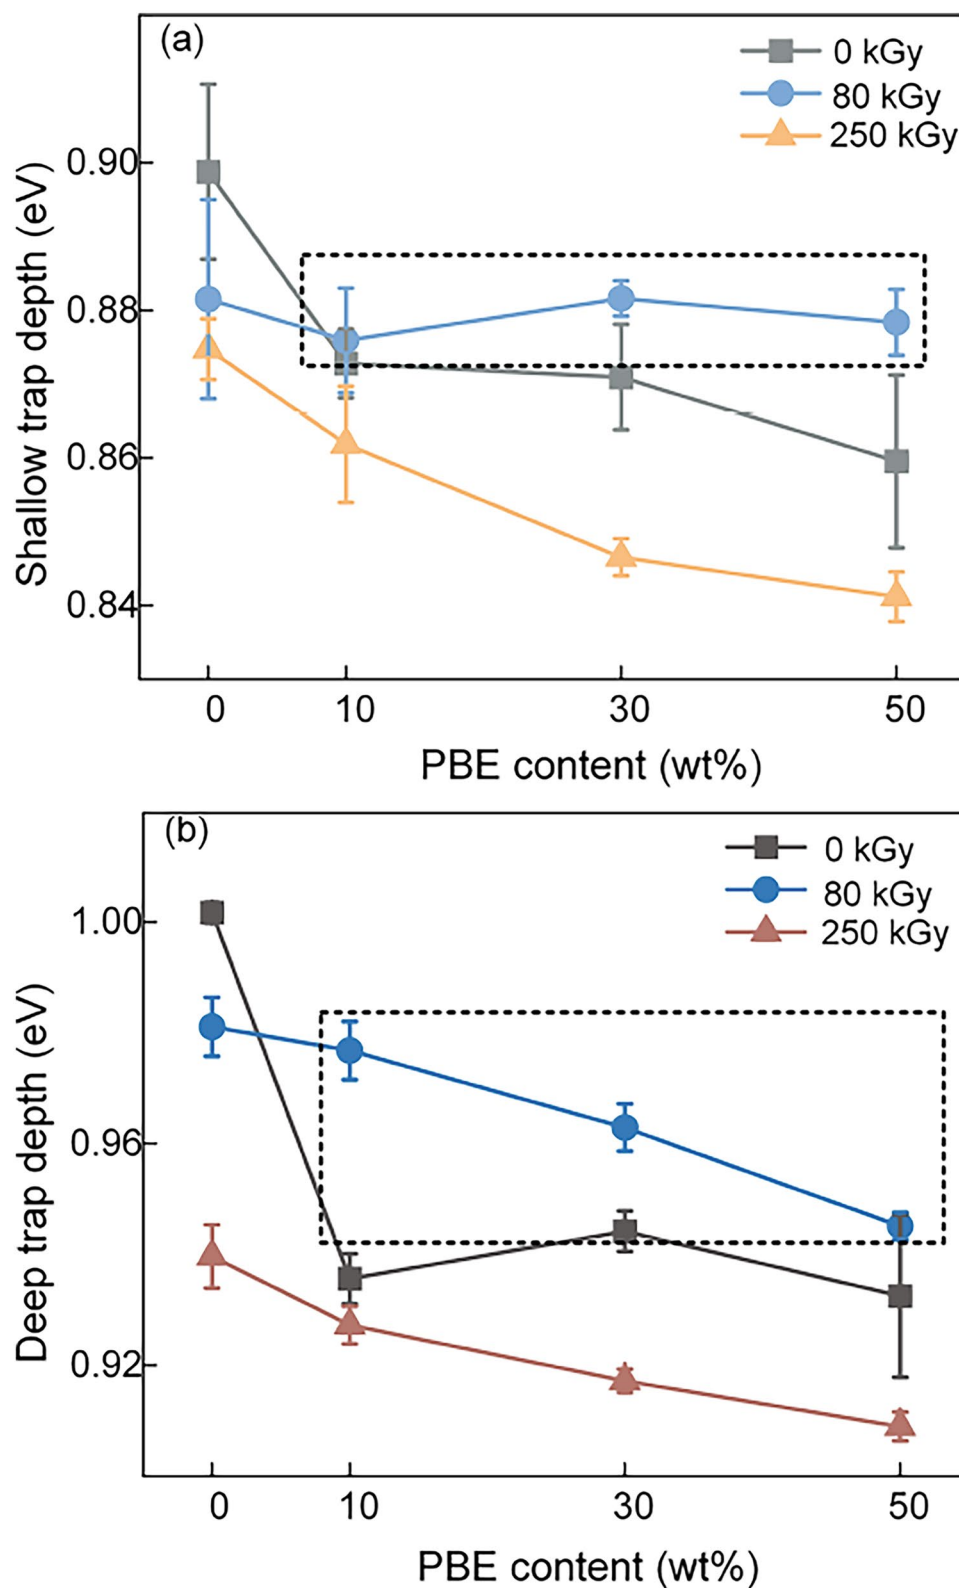 (a)
0 kGy
80 kGy
250 kGy
0.90
0.88
0.86
0.84
Shallow trap depth (eV)
0 10 30 50
PBE content (wt%)
(b)
0 kGy
80 kGy
250 kGy
1.00
0.96
0.92
Deep trap depth (eV)
0 10 30 50
PBE content (wt%)